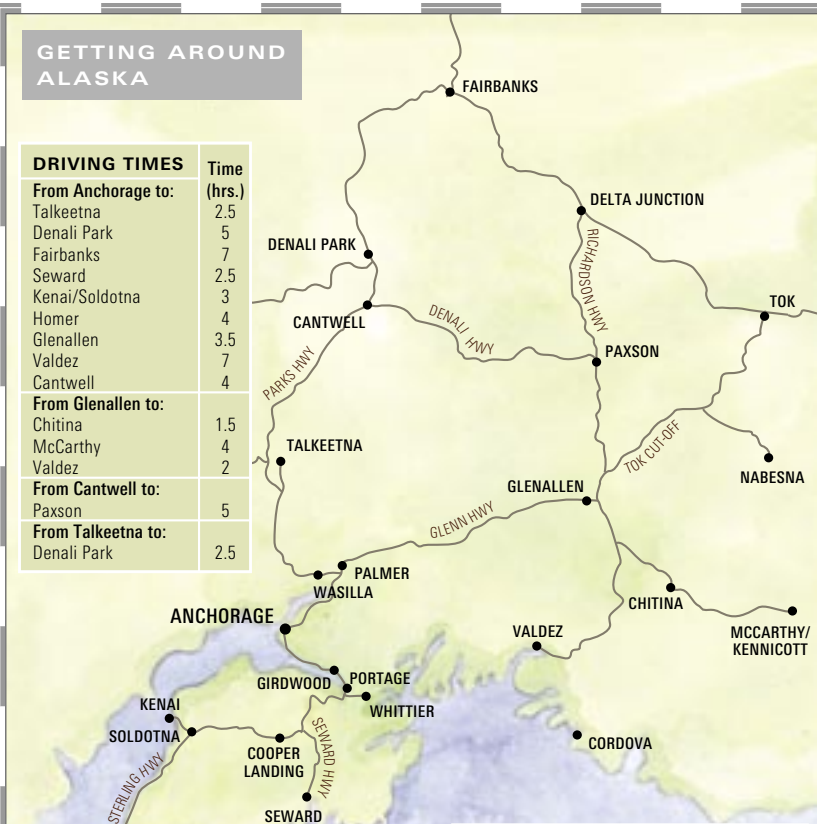 GETTING AROUND
ALASKA
DRIVING TIMES Time
From Anchorage to: (hrs.)
Talkeetna 2.5
Denali Park 5
Fairbanks 7
Seward 2.5
Kenai/Soldotna 3
Homer 4
Glenallen 3.5
Valdez 7
Cantwell 4
From Glenallen to:
Chitina 1.5
McCarthy 4
Valdez 2
From Cantwell to:
Paxson 5
From Talkeetna to:
Denali Park 2.5
FAIRBANKS
DELTA JUNCTION
RICHARDSON HWY
DENALI PARK
CANTWELL
DENALI HWY
TOK
PAXSON
PARKS HWY
TALKEETNA
TOK CUT-OFF
NABESNA
GLENALLEN
GLENN HWY
PALMER
WASILLA
CHITINA
ANCHORAGE
VALDEZ
MCCARTHY/
KENNICOTT
GIRDWOOD
PORTAGE
WHITTIER
KENAI
SOLDOTNA
COOPER
LANDING
SEWARD HWY
CORDOVA
STERLING HWY
SEWARD